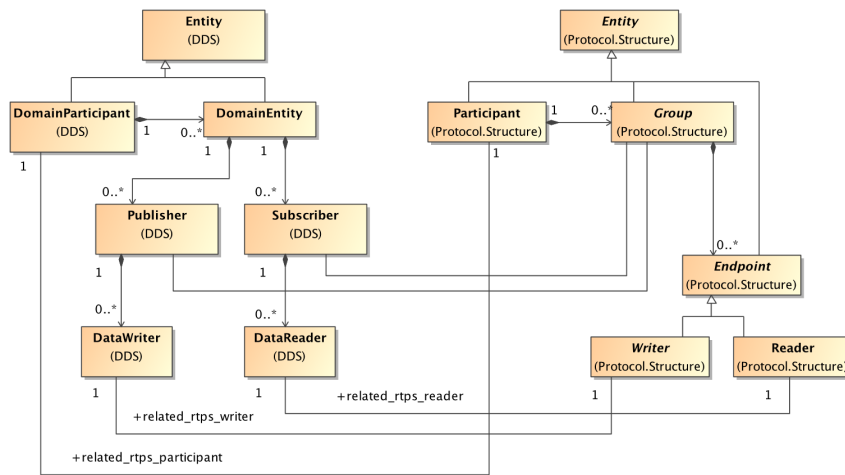 Entity
(DDS)
Entity
(Protocol.Structure)
DomainParticipant
(DDS)
1
0..*
DomainEntity
Participant
(Protocol.Structure)
1
0..*
Group
(Protocol.Structure)
1
1
1
1
0..*
0..*
Publisher
(DDS)
Subscriber
(DDS)
0..*
Endpoint
(Protocol.Structure)
1
1
0..*
0..*
DataWriter
(DDS)
DataReader
(DDS)
Writer
(Protocol.Structure)
Reader
(Protocol.Structure)
1
1
1
1
+related_rtps_reader
+related_rtps_writer
+related_rtps_participant